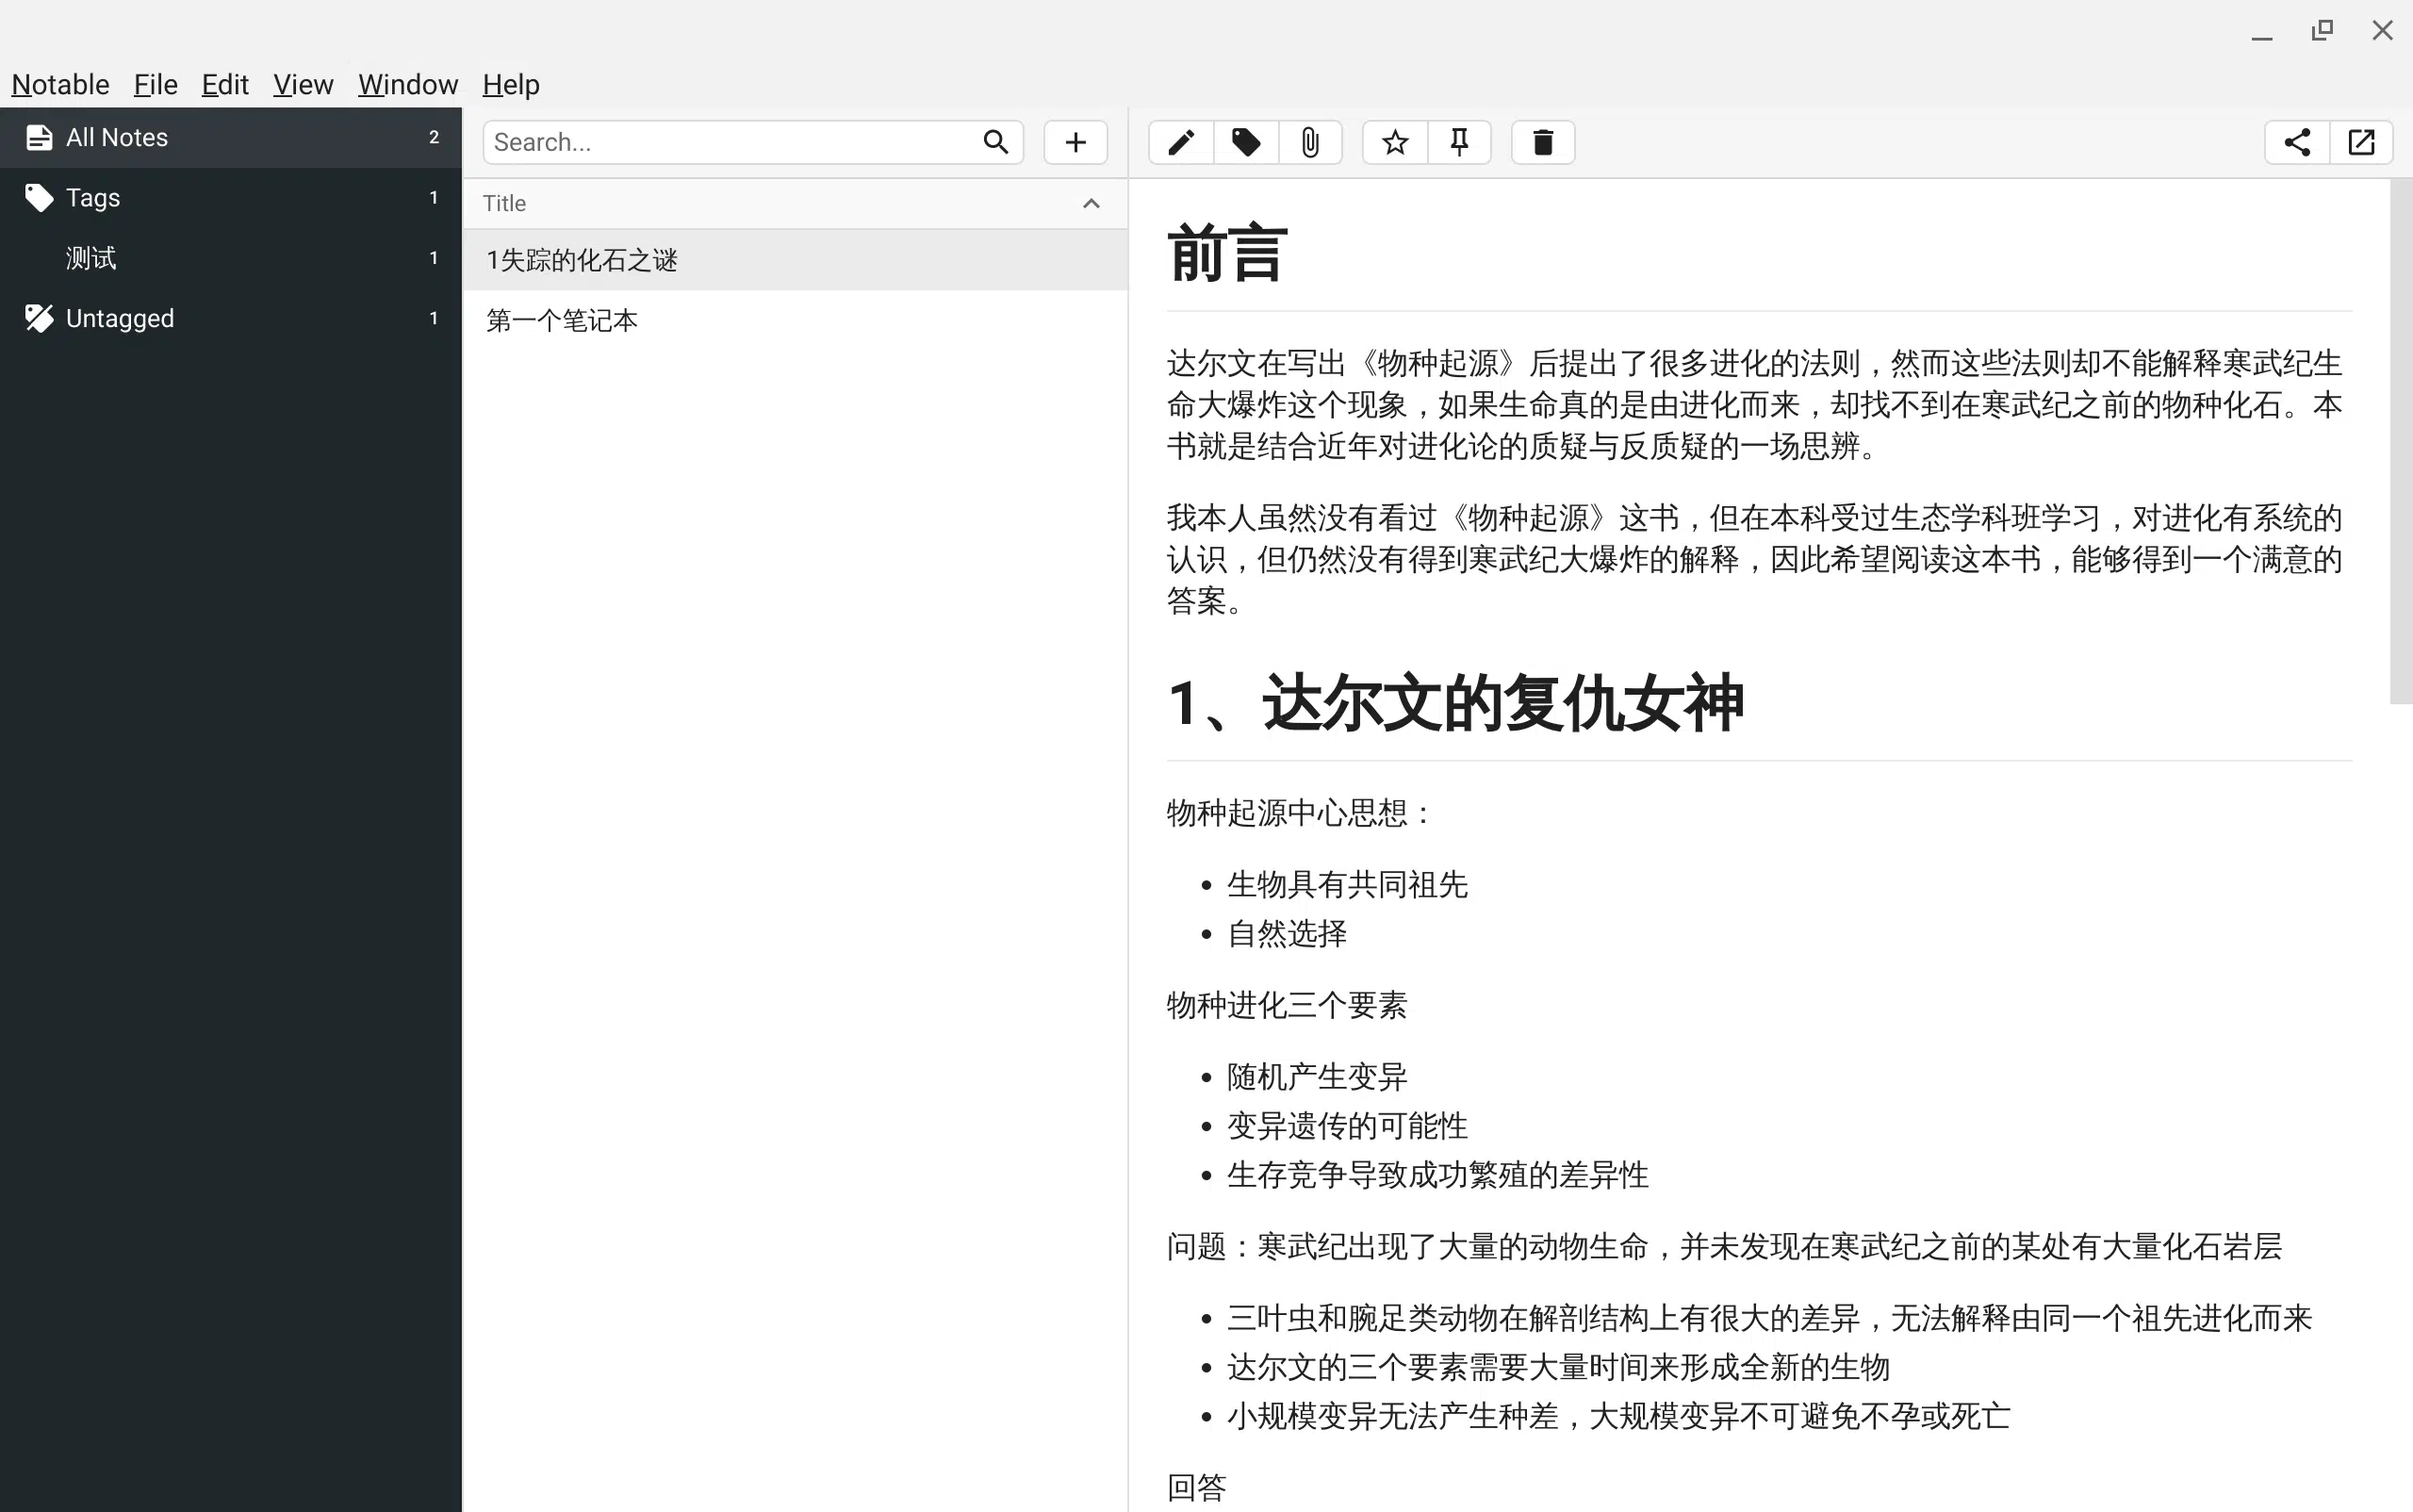 Notable File Edit View Window Help
All Notes 2
Tags 1
测试 1
Untagged 1
Search...
Title
1失踪的化石之谜
第一个笔记本
前言
达尔文在写出《物种起源》后提出了很多进化的法则，然而这些法则却不能解释寒武纪生
命大爆炸这个现象，如果生命真的是由进化而来，却找不到在寒武纪之前的物种化石。本
书就是结合近年对进化论的质疑与反质疑的一场思辨。
我本人虽然没有看过《物种起源》这书，但在本科受过生态学科班学习，对进化有系统的
认识，但仍然没有得到寒武纪大爆炸的解释，因此希望阅读这本书，能够得到一个满意的
答案。
1、达尔文的复仇女神
物种起源中心思想：
• 生物具有共同祖先
• 自然选择
物种进化三个要素
• 随机产生变异
• 变异遗传的可能性
• 生存竞争导致成功繁殖的差异性
问题：寒武纪出现了大量的动物生命，并未发现在寒武纪之前的某处有大量化石岩层
• 三叶虫和腕足类动物在解剖结构上有很大的差异，无法解释由同一个祖先进化而来
• 达尔文的三个要素需要大量时间来形成全新的生物
• 小规模变异无法产生种差，大规模变异不可避免不孕或死亡
回答